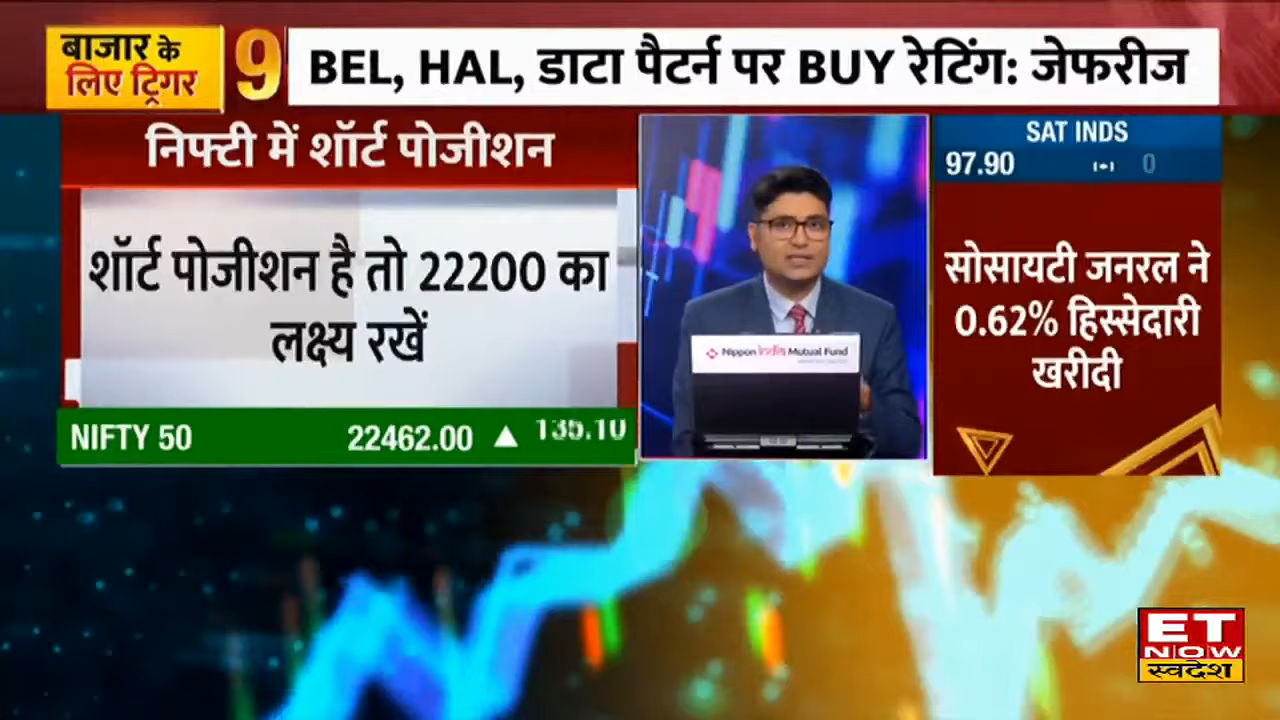 बाजार के
लिए ट्रिगर
9
BEL, HAL, डाटा पैटर्न पर BUY रेटिंग: जेफरीज
निफ्टी में शॉर्ट पोजीशन
शॉर्ट पोजीशन है तो 22200 का
लक्ष्य रखें
NIFTY 50 22462.00 ▲ 135.10
Nippon india Mutual Fund
SAT INDS
97.90 0
सोसायटी जनरल ने
0.62% हिस्सेदारी
खरीदी
ET
NOW
स्वदेश